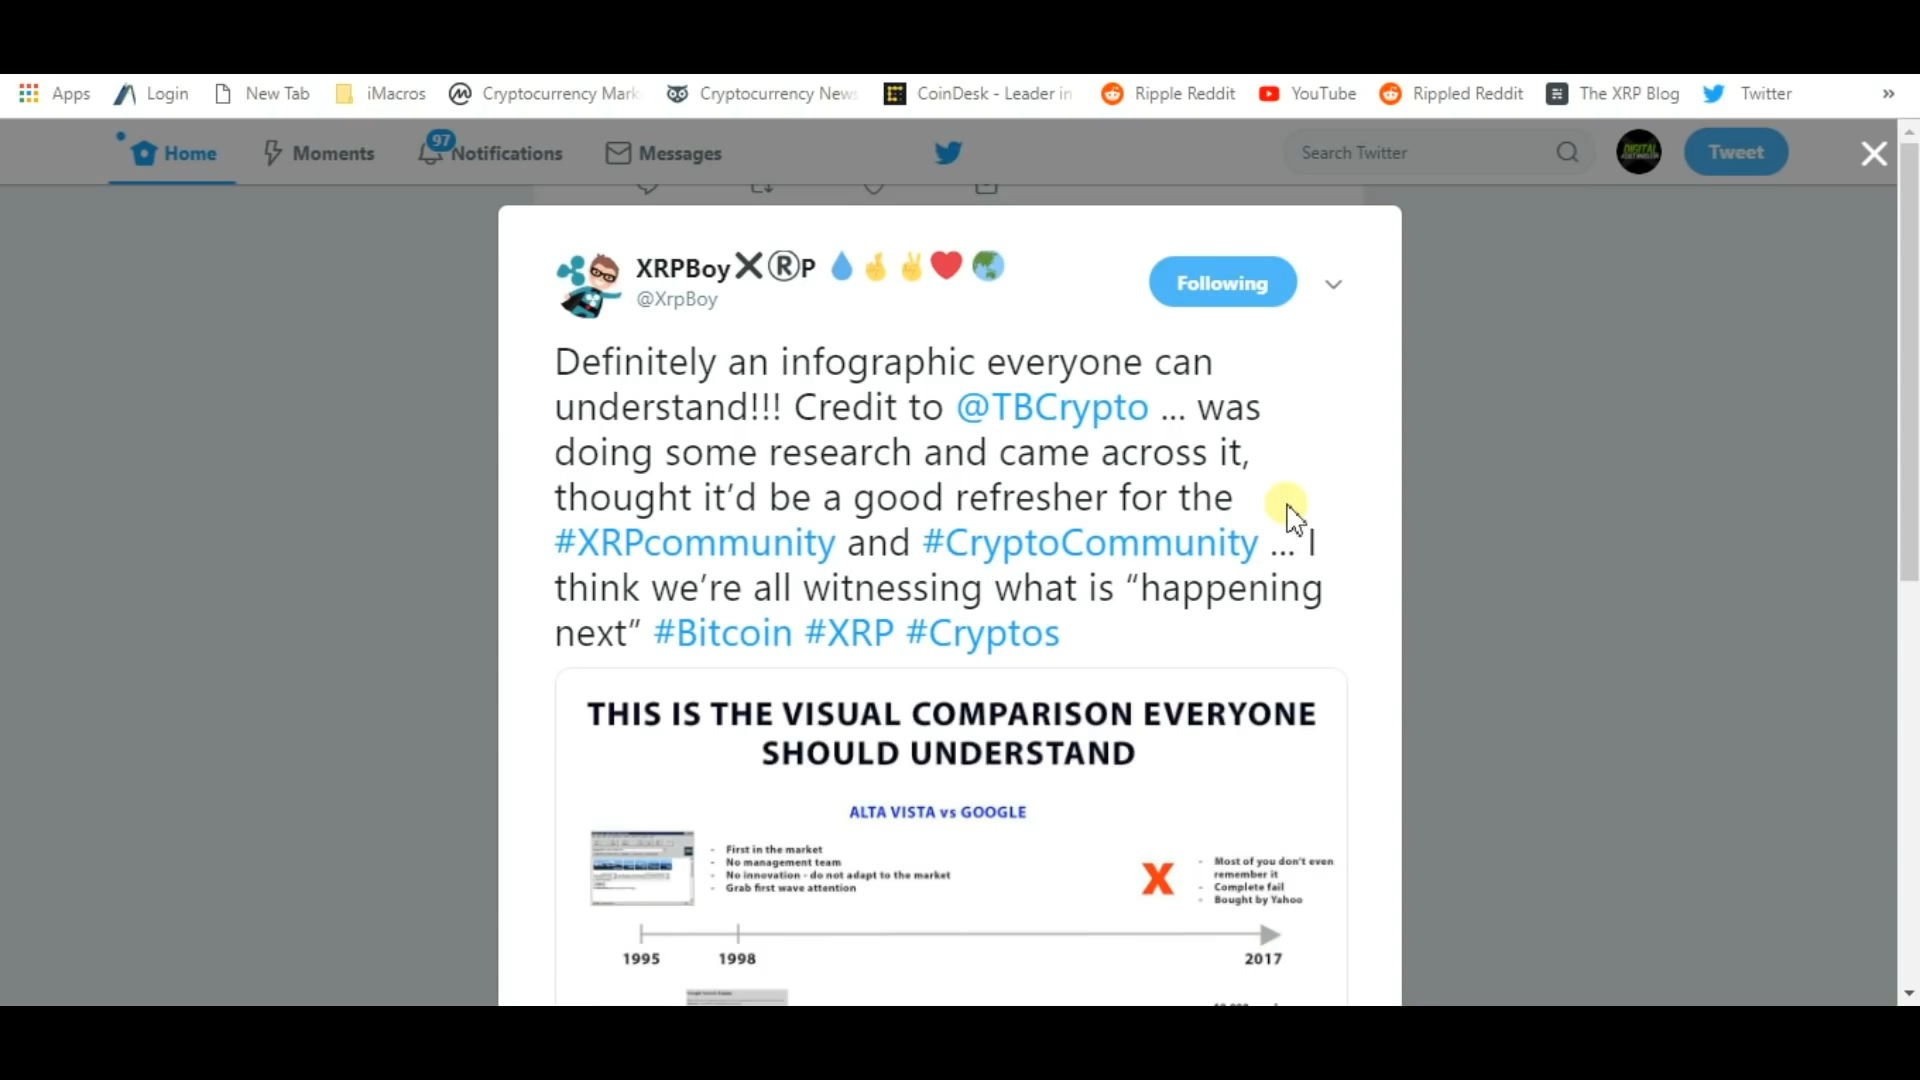 Apps Login New Tab iMacros Cryptocurrency Mark Cryptocurrency News CoinDesk - Leader in Ripple Reddit YouTube Rippled Reddit The XRP Blog Twitter »
Home Moments 97 Notifications Messages Search Twitter Tweet
XRPBoy❌®️P 💧🤞✌️❤️🌏
@XrpBoy
Following
Definitely an infographic everyone can
understand!!! Credit to @TBCrypto ... was
doing some research and came across it,
thought it’d be a good refresher for the
#XRPcommunity and #CryptoCommunity ... I
think we’re all witnessing what is “happening
next” #Bitcoin #XRP #Cryptos
THIS IS THE VISUAL COMPARISON EVERYONE
SHOULD UNDERSTAND
ALTA VISTA vs GOOGLE
- First in the market
- No management team
- No innovation - do not adapt to the market
- Grab first wave attention
X
- Most of you don't even
remember it
- Complete fail
- Bought by Yahoo
1995 1998 2017